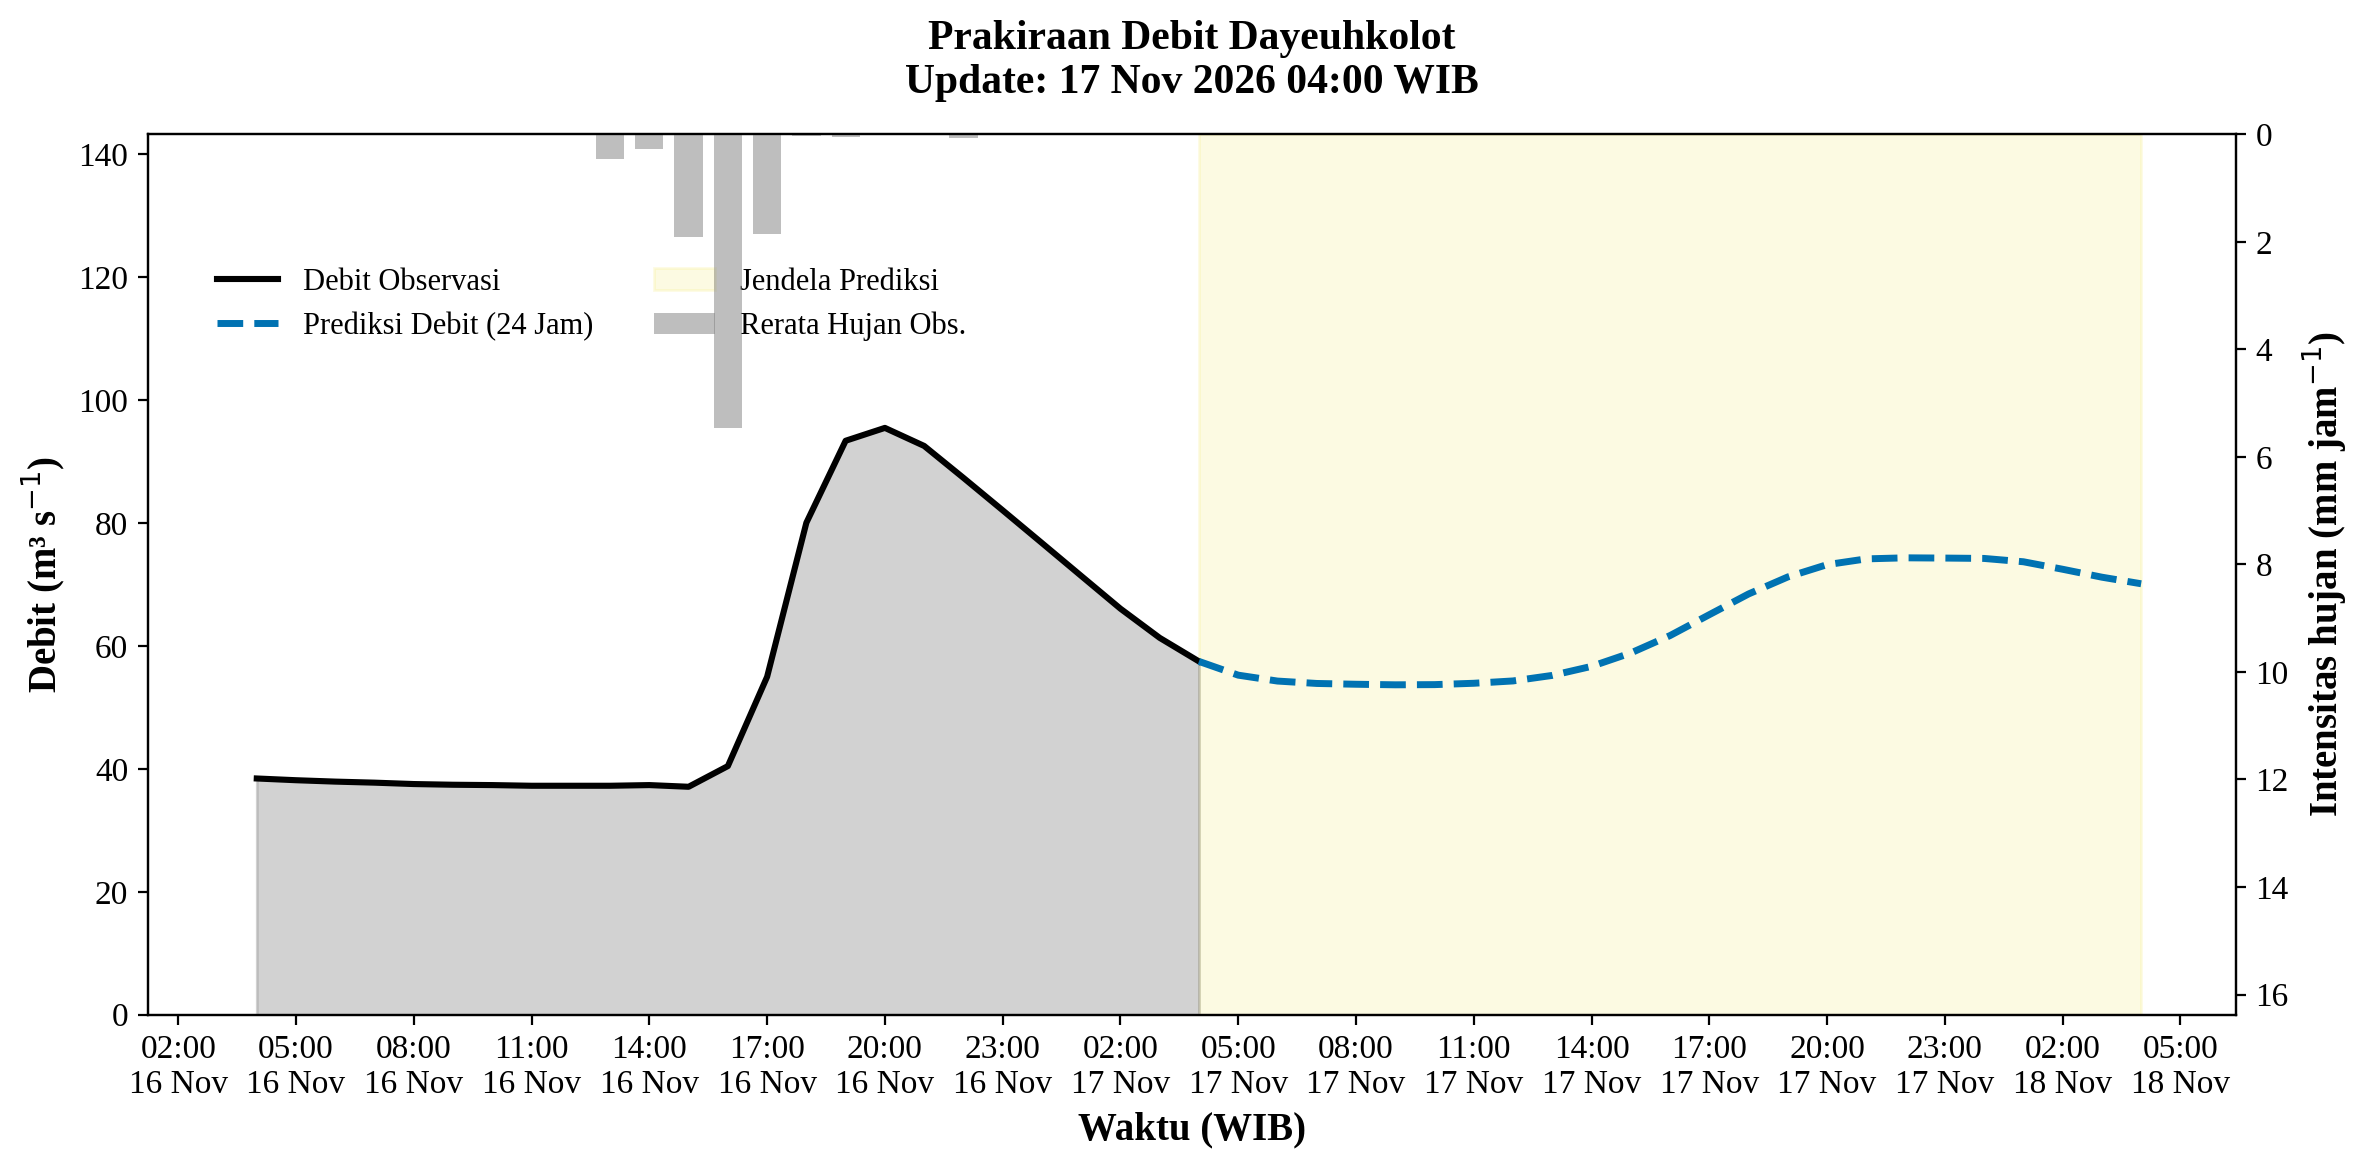 Prakiraan Debit Dayeuhkolot
Update: 17 Nov 2026 04:00 WIB
Debit (m³ s⁻¹)
140
120
100
80
60
40
20
0
Debit Observasi
Prediksi Debit (24 Jam)
Jendela Prediksi
Rerata Hujan Obs.
0
2
4
6
8
10
12
14
16
Intensitas hujan (mm jam⁻¹)
02:00 05:00 08:00 11:00 14:00 17:00 20:00 23:00 02:00 05:00 08:00 11:00 14:00 17:00 20:00 23:00 02:00 05:00
16 Nov 16 Nov 16 Nov 16 Nov 16 Nov 16 Nov 16 Nov 16 Nov 17 Nov 17 Nov 17 Nov 17 Nov 17 Nov 17 Nov 17 Nov 17 Nov 18 Nov 18 Nov
Waktu (WIB)